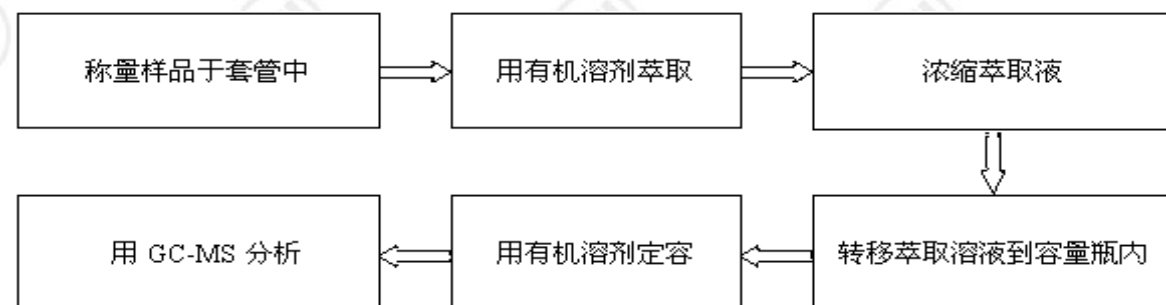 称量样品于套管中
用有机溶剂萃取
浓缩萃取液
转移萃取溶液到容量瓶内
用有机溶剂定容
用 GC-MS 分析